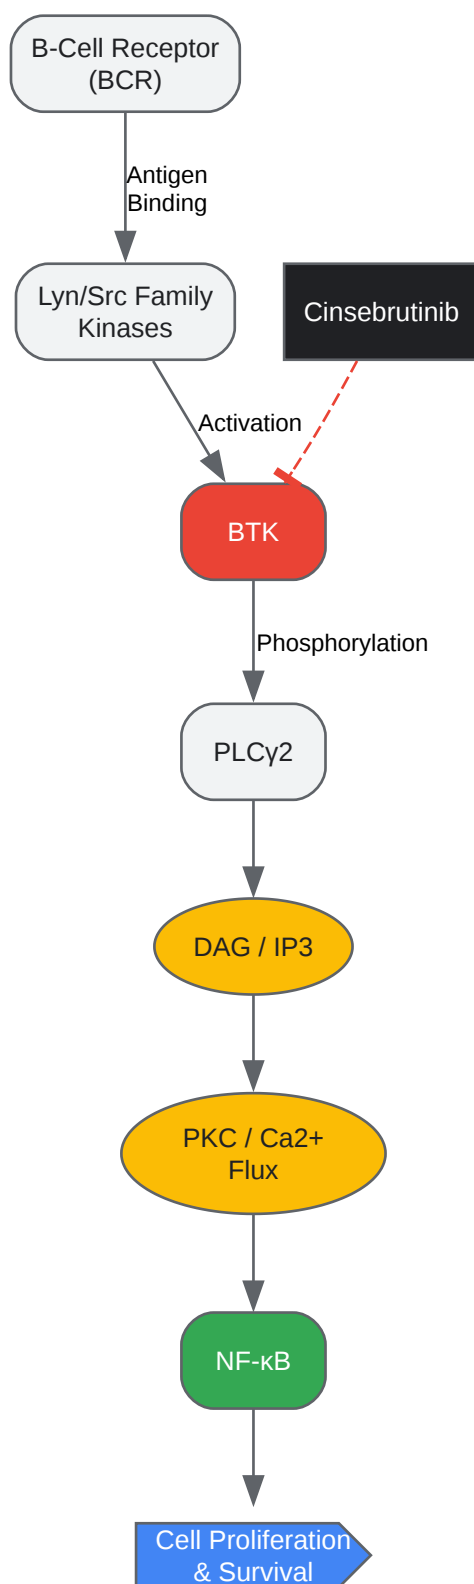 B-Cell Receptor
(BCR)
Antigen
Binding
Lyn/Src Family
Kinases
Cinsebrutinib
Activation
BTK
Phosphorylation
PLCγ2
DAG / IP3
PKC / Ca2+
Flux
NF-κB
Cell Proliferation
& Survival